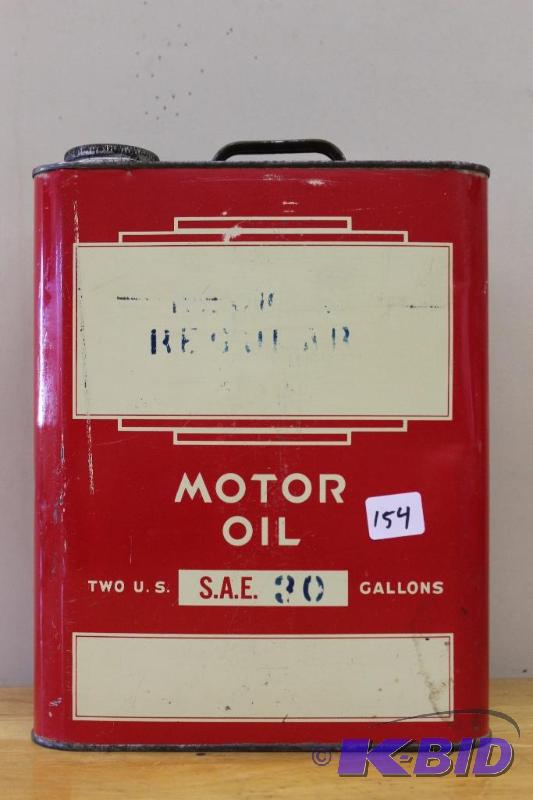 REGULAR
MOTOR
OIL
154
TWO U.S. S.A.E. 30 GALLONS
© K-BID